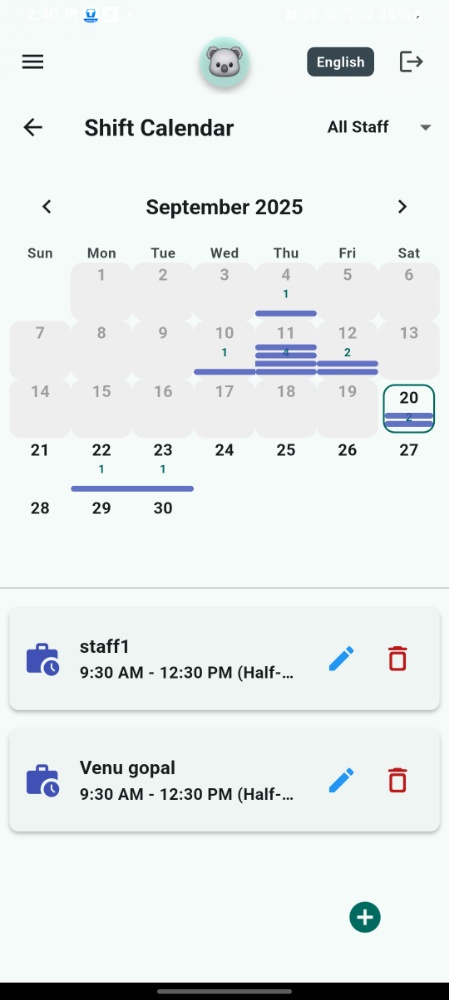 2:40
English
Shift Calendar
All Staff
September 2025
Sun Mon Tue Wed Thu Fri Sat
1 2 3 4 5 6
1
7 8 9 10 11 12 13
1 4 2
14 15 16 17 18 19 20
2
21 22 23 24 25 26 27
1 1
28 29 30
staff1
9:30 AM - 12:30 PM (Half-...
Venu gopal
9:30 AM - 12:30 PM (Half-...